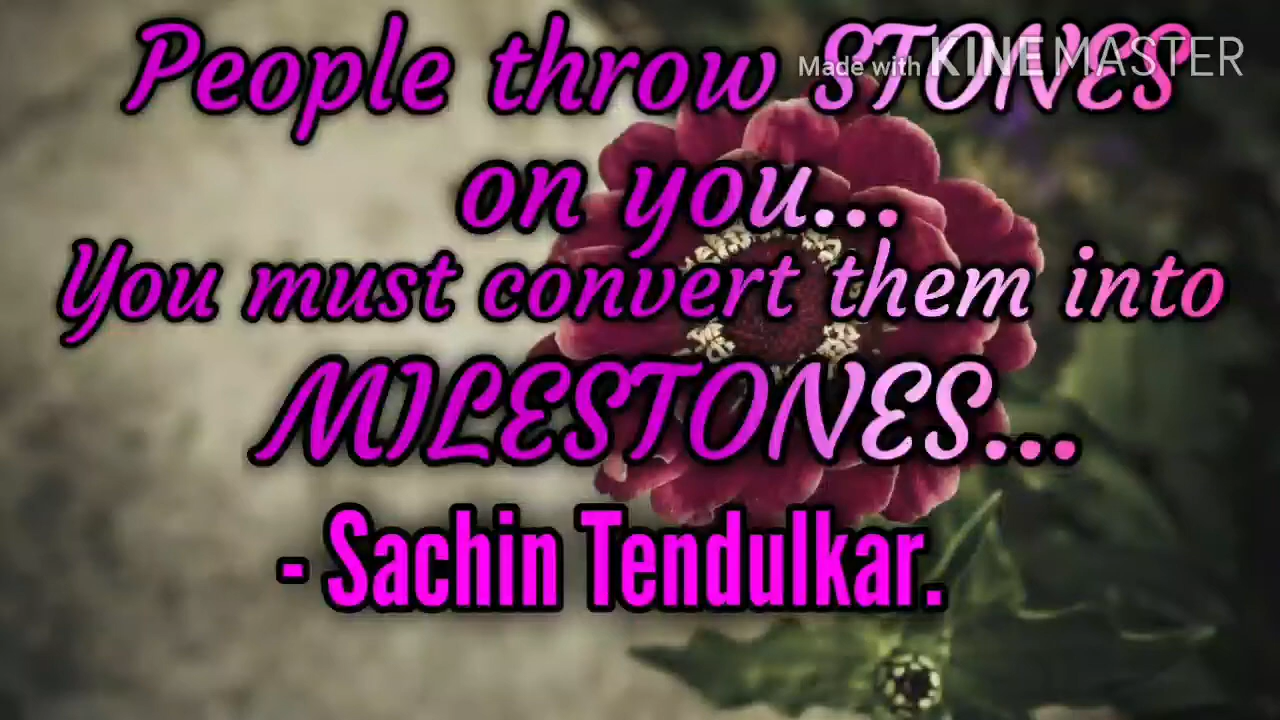 People throw STONES
Made with KINEMASTER
on you...
You must convert them into
MILESTONES...
- Sachin Tendulkar.